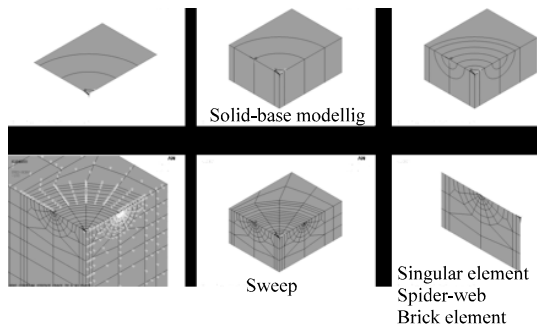 Solid-base modellig
Sweep
Singular element
Spider-web
Brick element